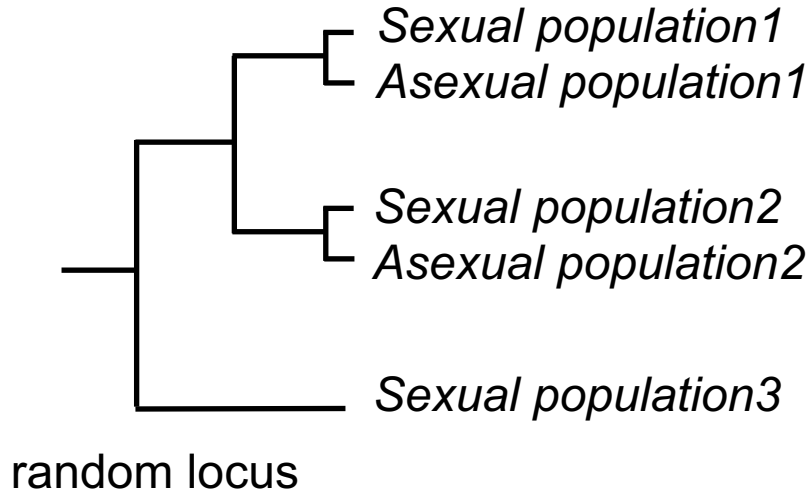 Sexual population1
Asexual population1
Sexual population2
Asexual population2
Sexual population3
random locus